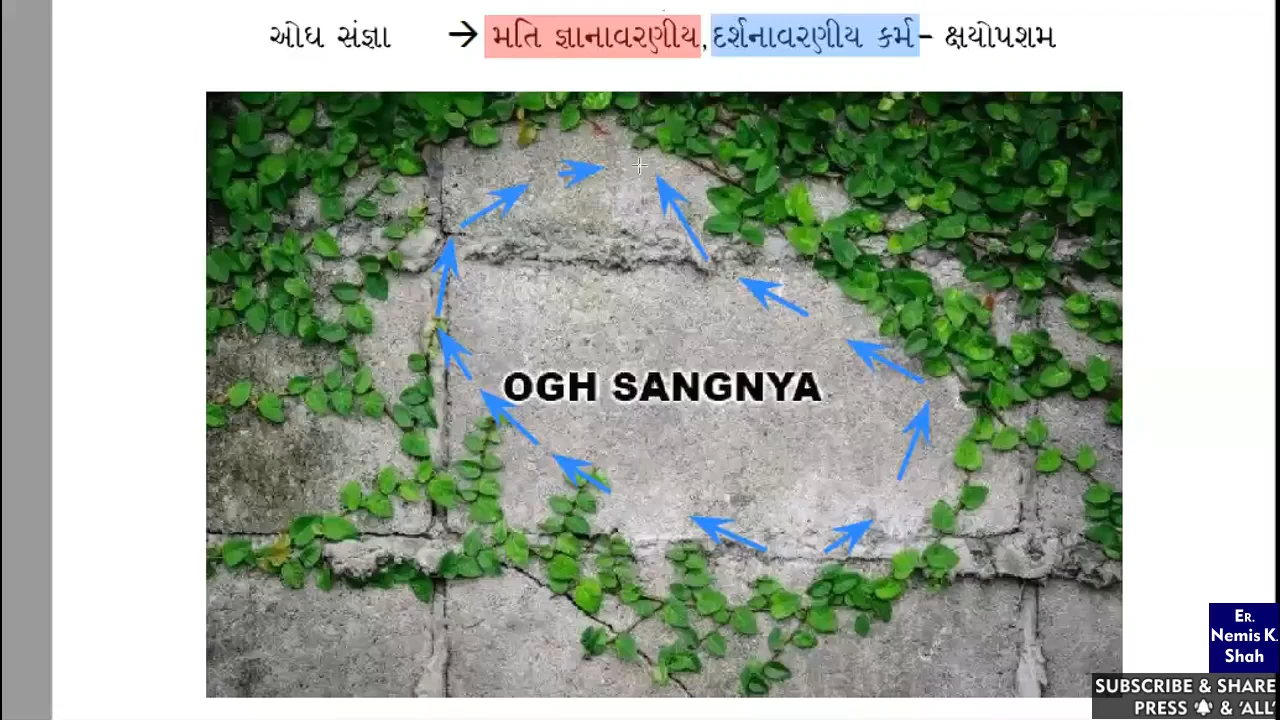 ઓઘ સંજ્ઞા → મતિ જ્ઞાનાવરણીય, દર્શનાવરણીય કર્મ – ક્ષયોપશમ
OGH SANGNYA
ER.
NEMIS K.
SHAH
SUBSCRIBE & SHARE
PRESS 🔔 & 'ALL'